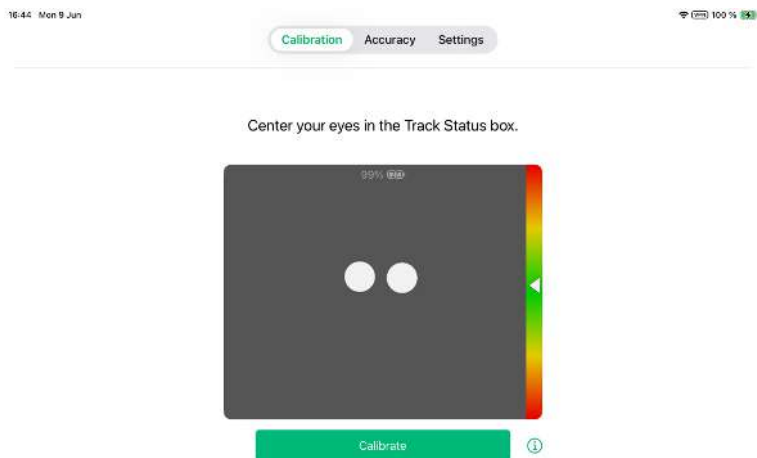 16:44 Mon 9 Jun
100 %
Calibration Accuracy Settings
Center your eyes in the Track Status box.
99%
Calibrate